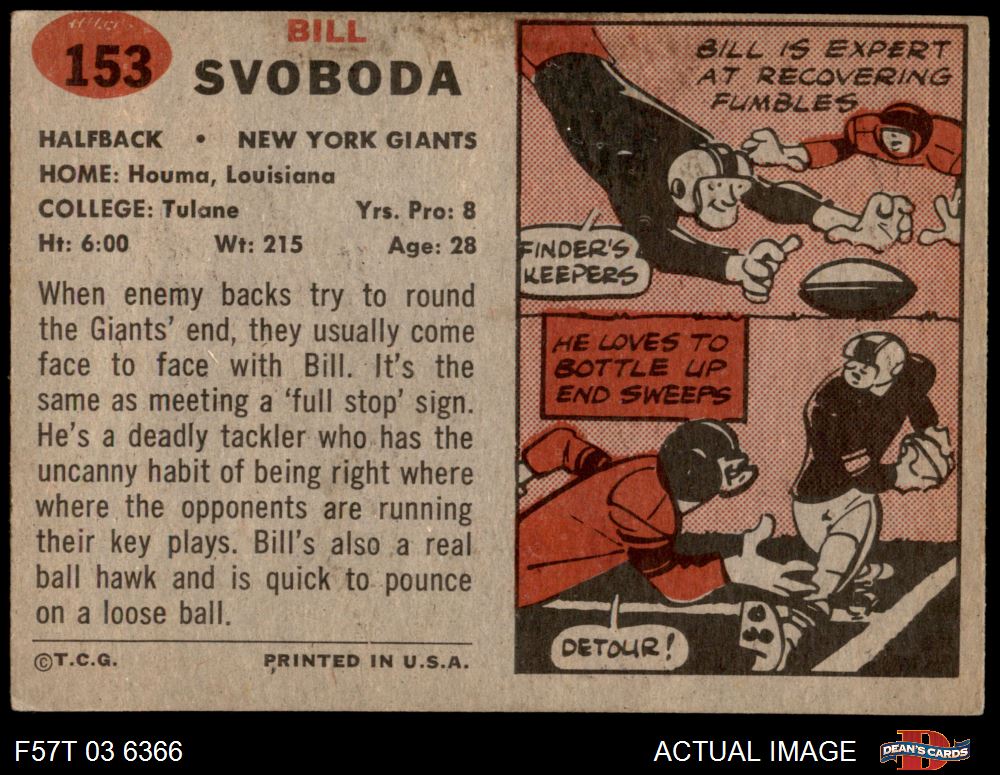 153
BILL
SVOBODA
HALFBACK • NEW YORK GIANTS
HOME: Houma, Louisiana
COLLEGE: Tulane Yrs. Pro: 8
Ht: 6:00 Wt: 215 Age: 28
When enemy backs try to round
the Giants' end, they usually come
face to face with Bill. It's the
same as meeting a 'full stop' sign.
He's a deadly tackler who has the
uncanny habit of being right where
where the opponents are running
their key plays. Bill's also a real
ball hawk and is quick to pounce
on a loose ball.
©T.C.G. PRINTED IN U.S.A.
BILL IS EXPERT
AT RECOVERING
FUMBLES
FINDER'S
KEEPERS
HE LOVES TO
BOTTLE UP
END SWEEPS
DETOUR!
F57T 03 6366
ACTUAL IMAGE
D
DEAN'S CARDS